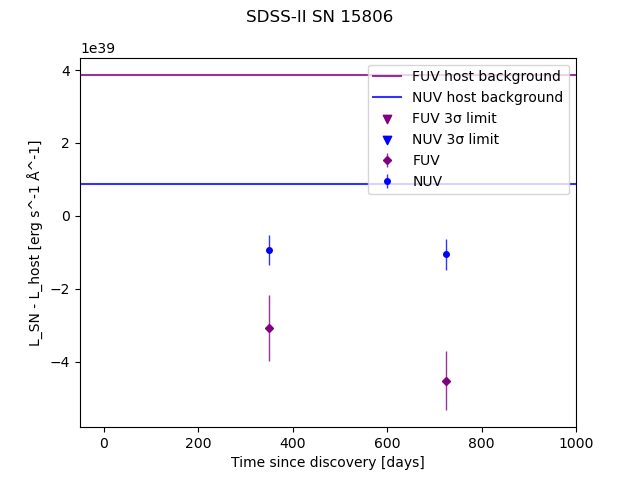 SDSS-II SN 15806
1e39
FUV host background
NUV host background
FUV 3σ limit
NUV 3σ limit
FUV
NUV
L_SN - L_host [erg s^-1 Å^-1]
4
2
0
−2
−4
0 200 400 600 800 1000
Time since discovery [days]